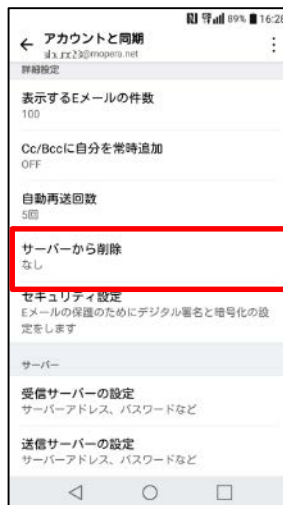 89% 16:28
アカウントと同期
@mopera.net
詳細設定
表示するEメールの件数
100
Cc/Bccに自分を常時追加
OFF
自動再送回数
5回
サーバーから削除
なし
セキュリティ設定
Eメールの保護のためにデジタル署名と暗号化の設
定をします
サーバー
受信サーバーの設定
サーバーアドレス、パスワードなど
送信サーバーの設定
サーバーアドレス、パスワードなど